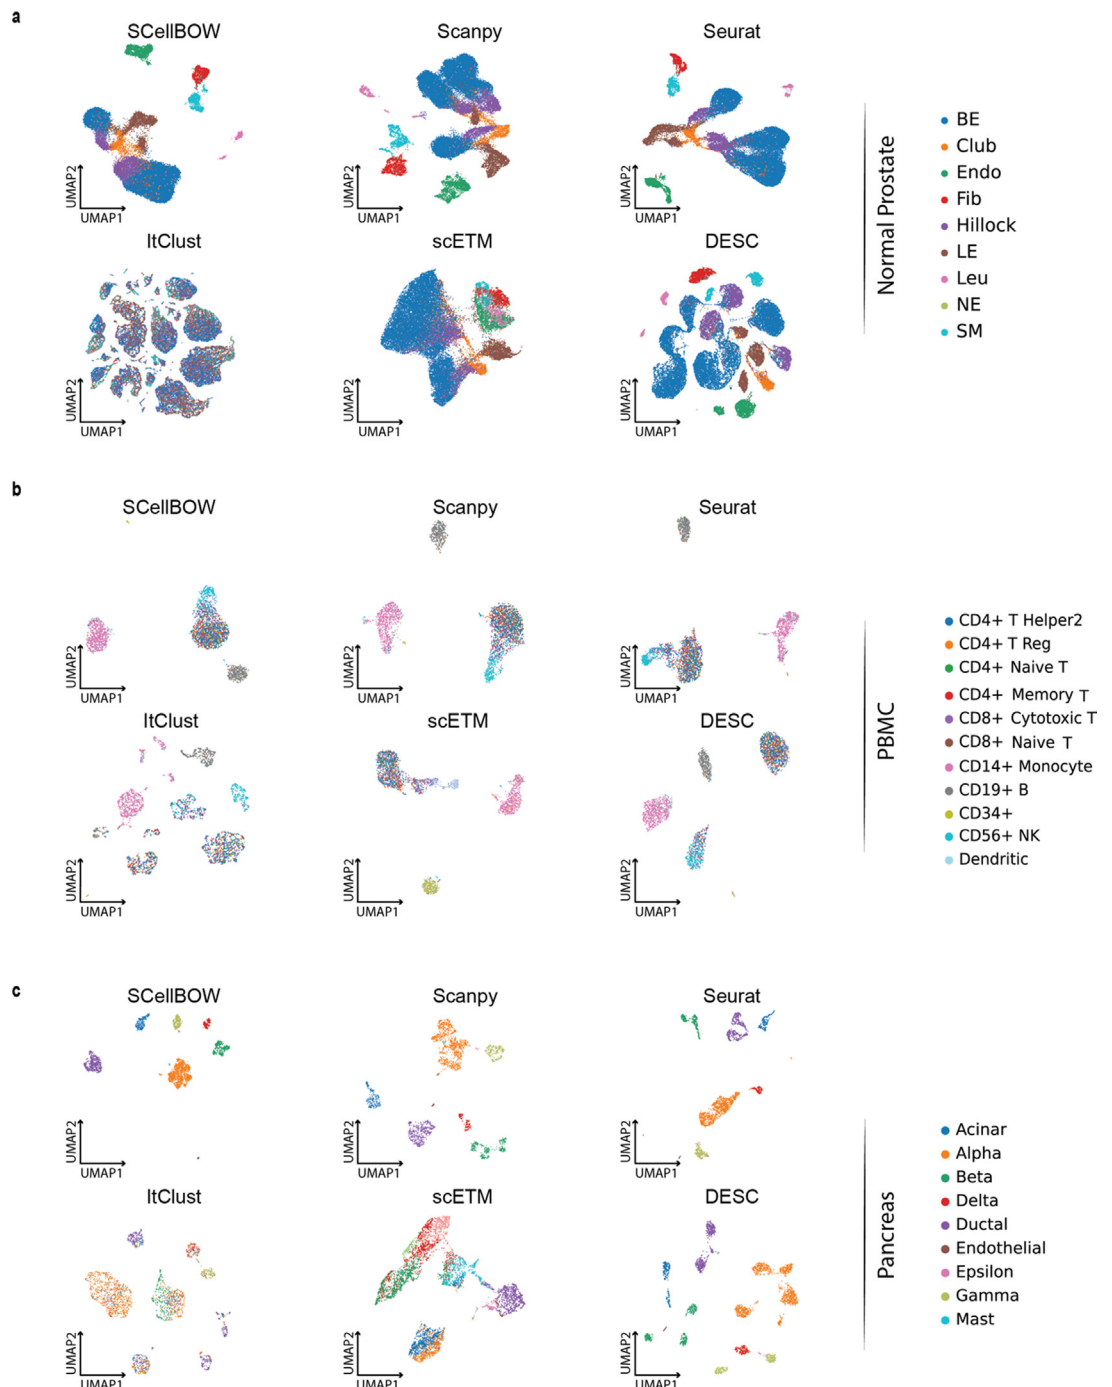 a
SCellBOW
Scanpy
Seurat
UMAP2
UMAP1
UMAP2
UMAP1
UMAP2
UMAP1
ItClust
scETM
DESC
UMAP2
UMAP1
UMAP2
UMAP1
UMAP2
UMAP1
Normal Prostate
BE
Club
Endo
Fib
Hillock
LE
Leu
NE
SM
b
SCellBOW
Scanpy
Seurat
UMAP2
UMAP1
UMAP2
UMAP1
UMAP2
UMAP1
ItClust
scETM
DESC
UMAP2
UMAP1
UMAP2
UMAP1
UMAP2
UMAP1
PBMC
CD4+ T Helper2
CD4+ T Reg
CD4+ Naive T
CD4+ Memory T
CD8+ Cytotoxic T
CD8+ Naive T
CD14+ Monocyte
CD19+ B
CD34+
CD56+ NK
Dendritic
c
SCellBOW
Scanpy
Seurat
UMAP2
UMAP1
UMAP2
UMAP1
UMAP2
UMAP1
ItClust
scETM
DESC
UMAP2
UMAP1
UMAP2
UMAP1
UMAP2
UMAP1
Pancreas
Acinar
Alpha
Beta
Delta
Ductal
Endothelial
Epsilon
Gamma
Mast